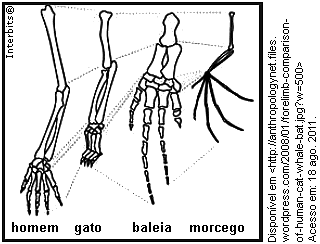 Interbits®
homem gato baleia morcego
Disponível em <http://anthropologynet.files.
wordpress.com/2008/01/forelimb-comparison-
of-human-cat-whale-bat.jpg?w=500>
Acesso em: 18 ago. 2011.